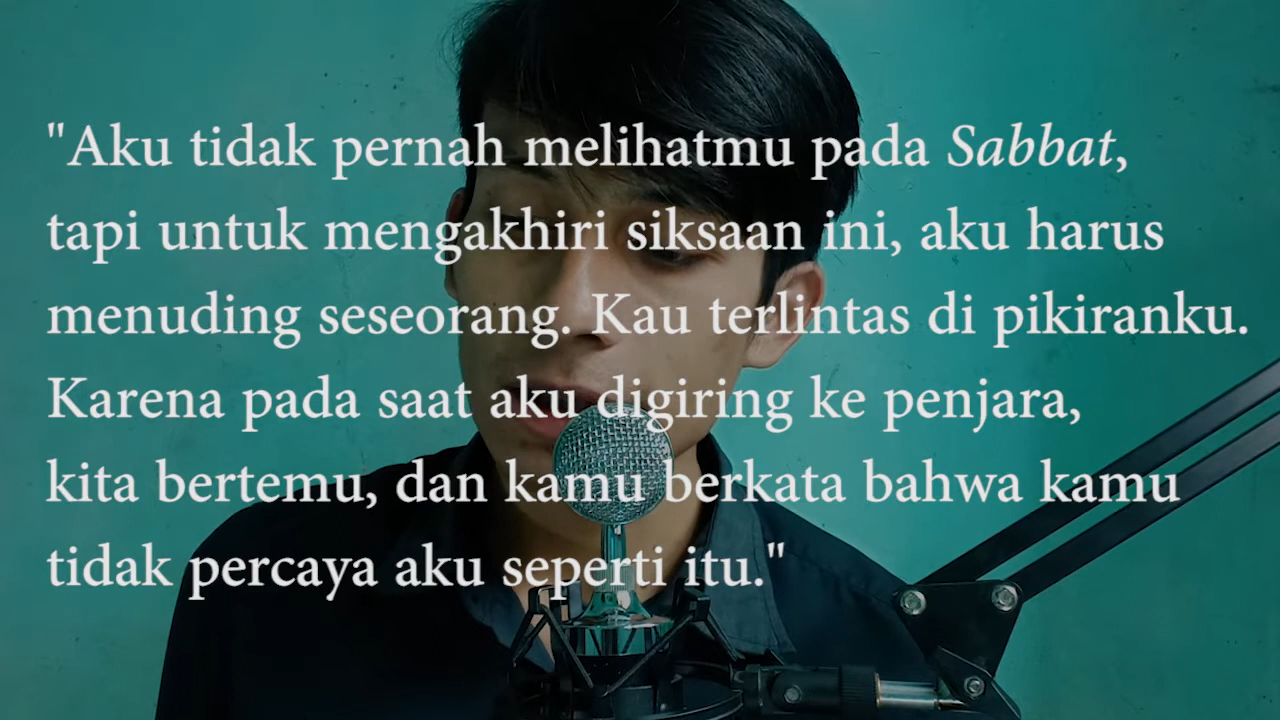 "Aku tidak pernah melihatmu pada Sabbat,
tapi untuk mengakhiri siksaan ini, aku harus
menuding seseorang. Kau terlintas di pikiranku.
Karena pada saat aku digiring ke penjara,
kita bertemu, dan kamu berkata bahwa kamu
tidak percaya aku seperti itu."